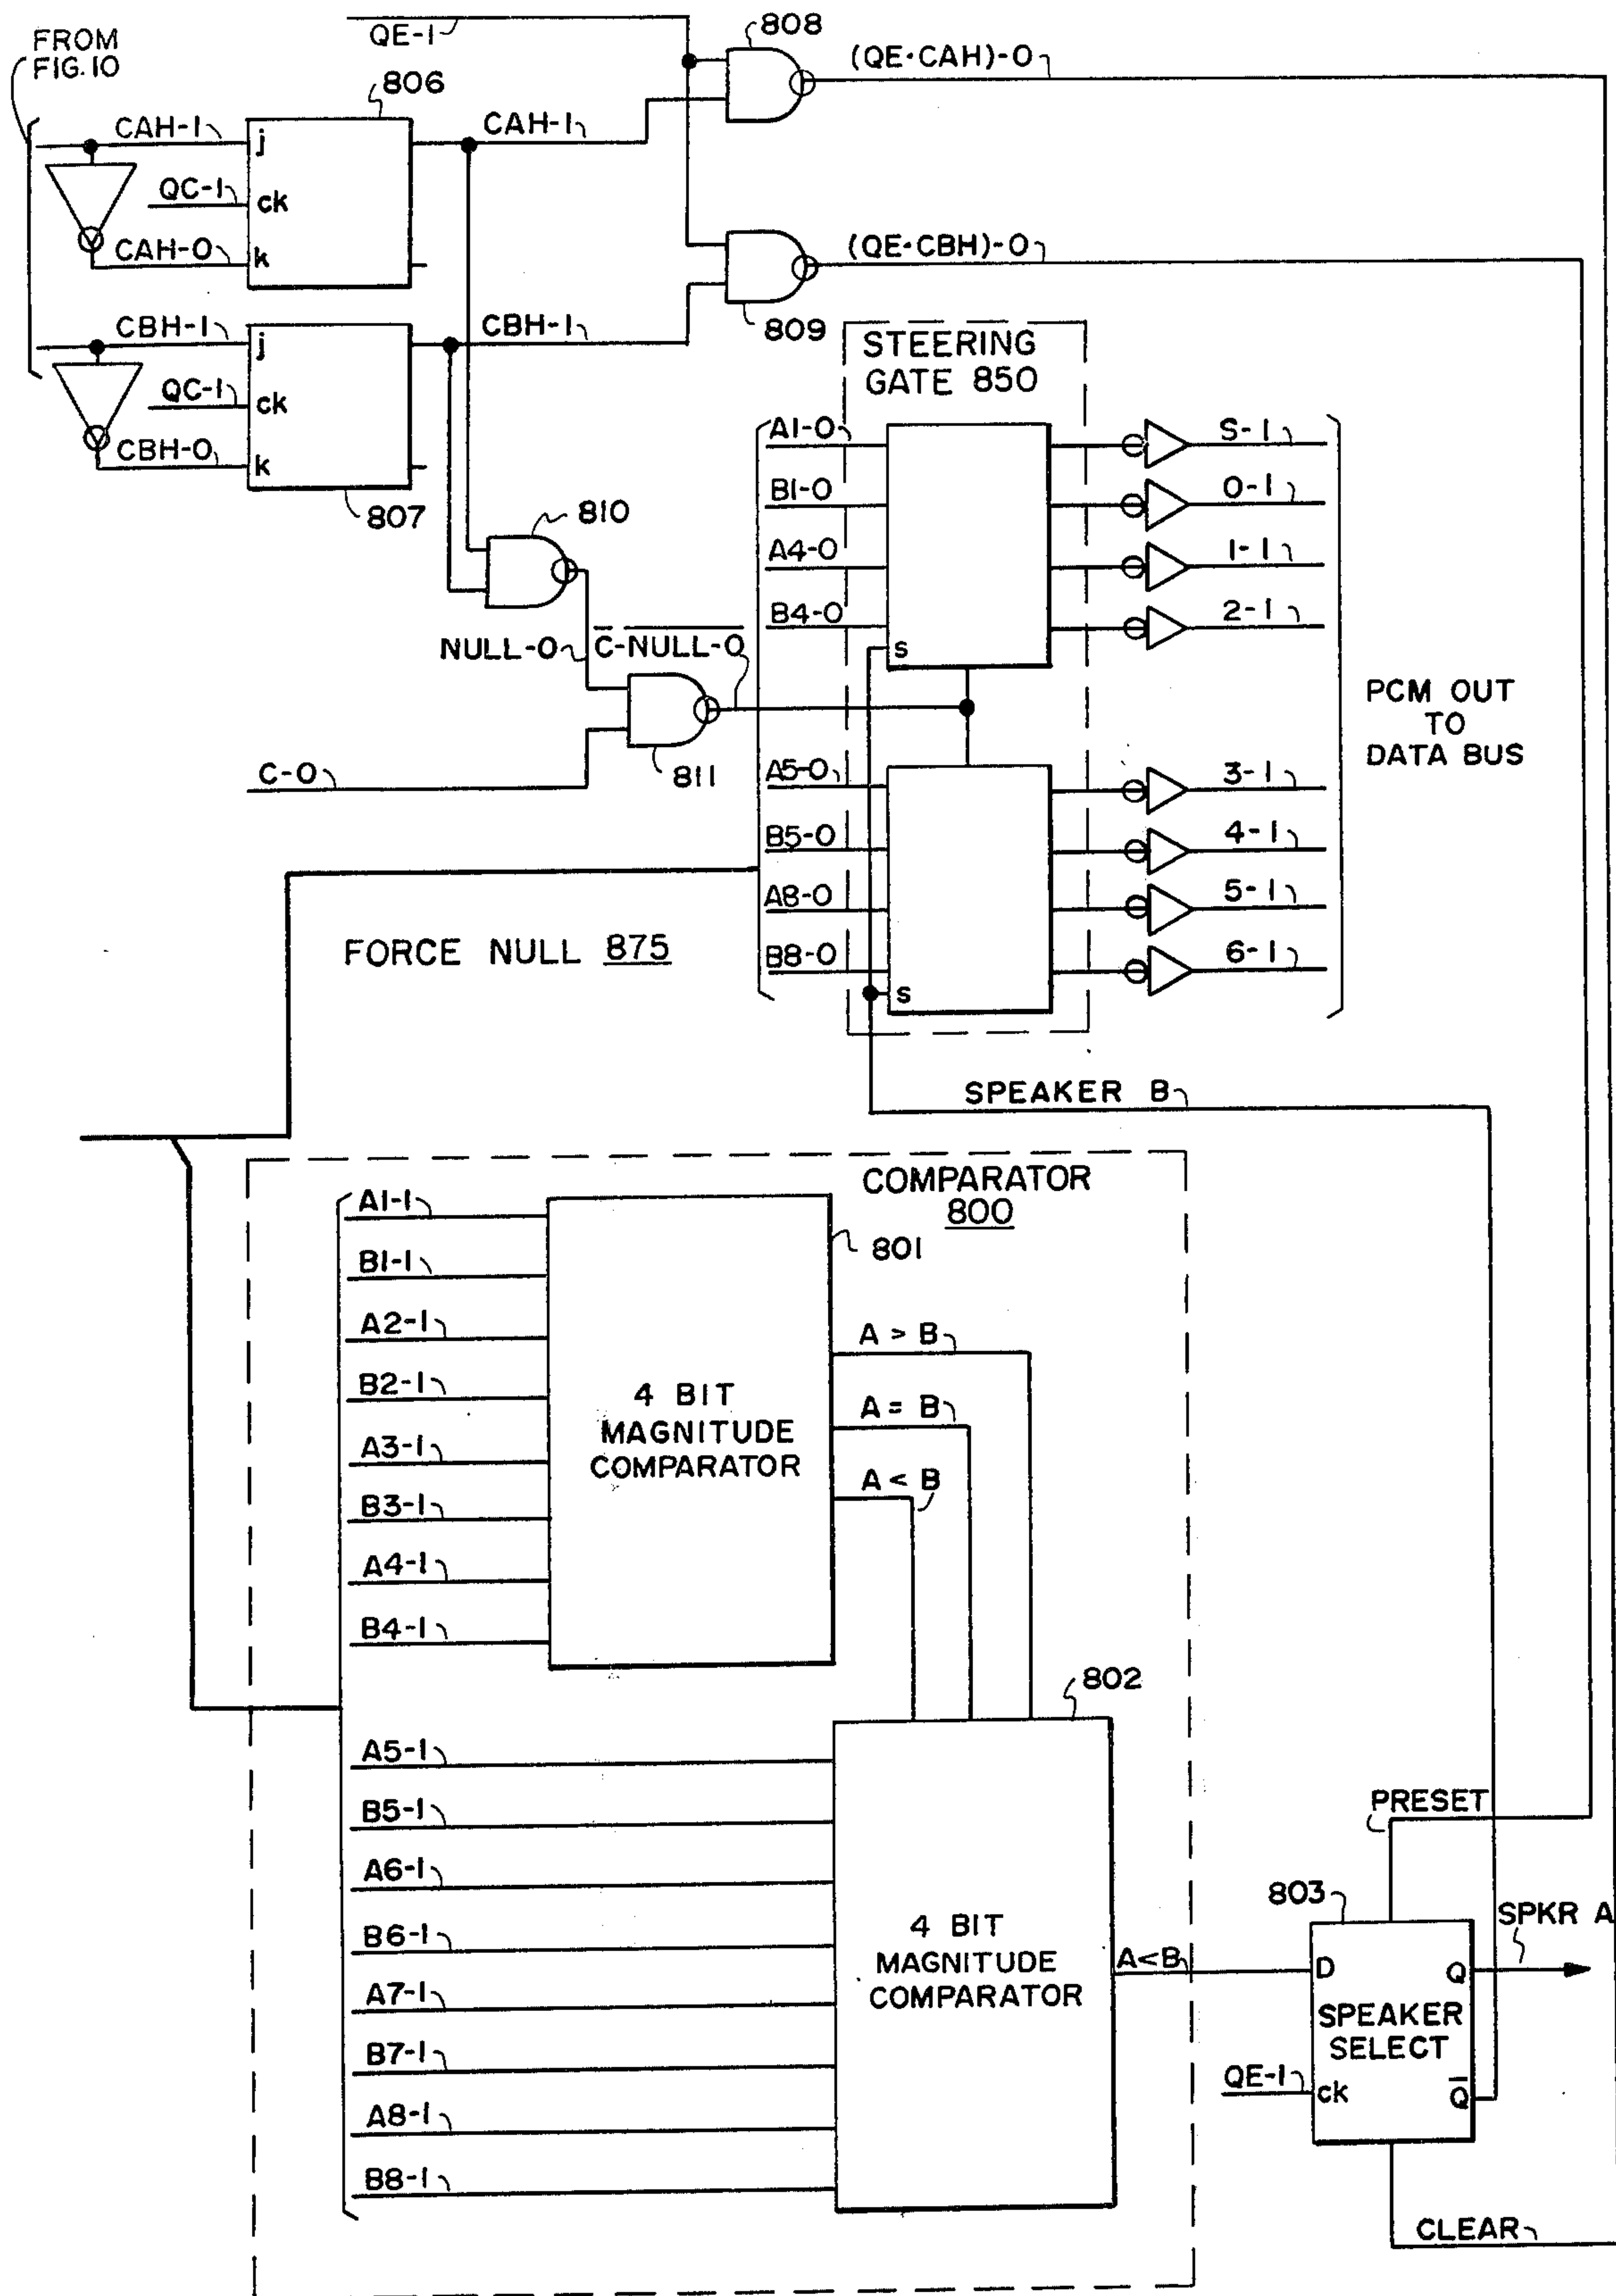 FROM
FIG.10
QE-1
808
(QE·CAH)-0
806
CAH-1
j
CAH-1
QC-1
ck
CAH-0
k
(QE·CBH)-0
809
CBH-1
j
CBH-1
QC-1
ck
CBH-0
k
807
STEERING
GATE 850
A1-0
S-1
B1-0
0-1
810
A4-0
1-1
B4-0
2-1
s
NULL-0
C̅-N̅U̅L̅L̅-̅0̅
PCM OUT
TO
DATA BUS
C-0
811
A5-0
3-1
B5-0
4-1
A8-0
5-1
FORCE NULL 875
B8-0
6-1
s
SPEAKER B
COMPARATOR
800
A1-1
801
B1-1
A2-1
A > B
B2-1
4 BIT
MAGNITUDE
COMPARATOR
A = B
A3-1
A < B
B3-1
A4-1
B4-1
802
A5-1
B5-1
PRESET
A6-1
803
SPKR A
B6-1
4 BIT
MAGNITUDE
COMPARATOR
A<B
D
Q
A7-1
SPEAKER
SELECT
B7-1
QE-1
ck
Q̅
A8-1
B8-1
CLEAR